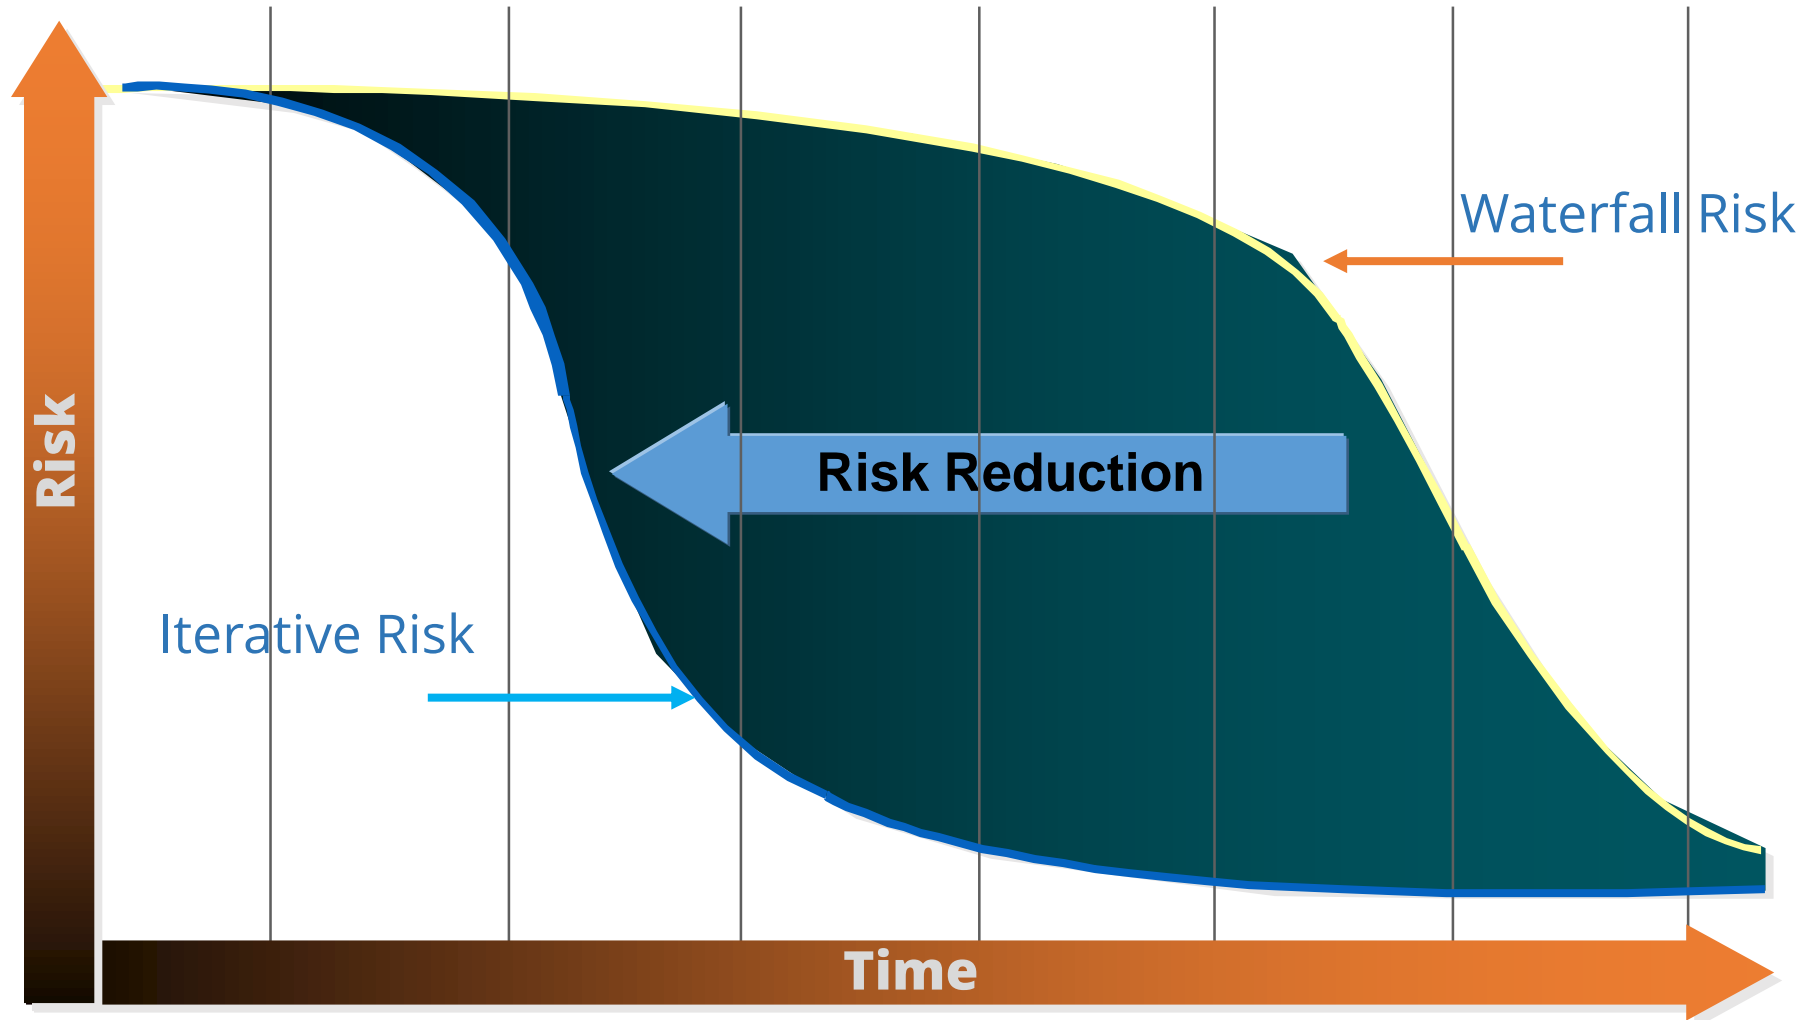 Waterfall Risk
Risk
Risk Reduction
Iterative Risk
Time